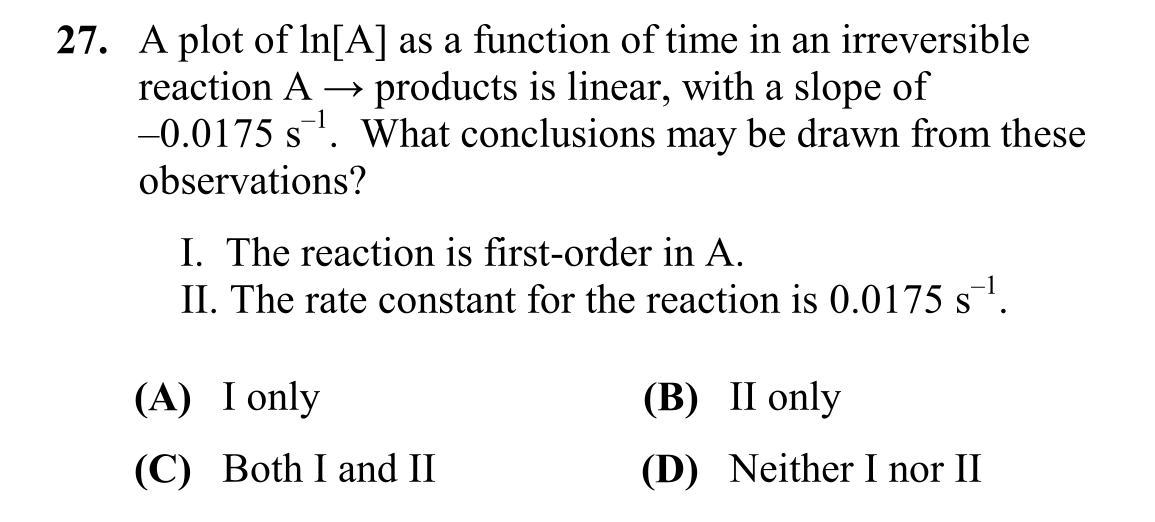 27. A plot of ln[A] as a function of time in an irreversible
reaction A → products is linear, with a slope of
–0.0175 s⁻¹. What conclusions may be drawn from these
observations?
I. The reaction is first-order in A.
II. The rate constant for the reaction is 0.0175 s⁻¹.
(A) I only (B) II only
(C) Both I and II (D) Neither I nor II